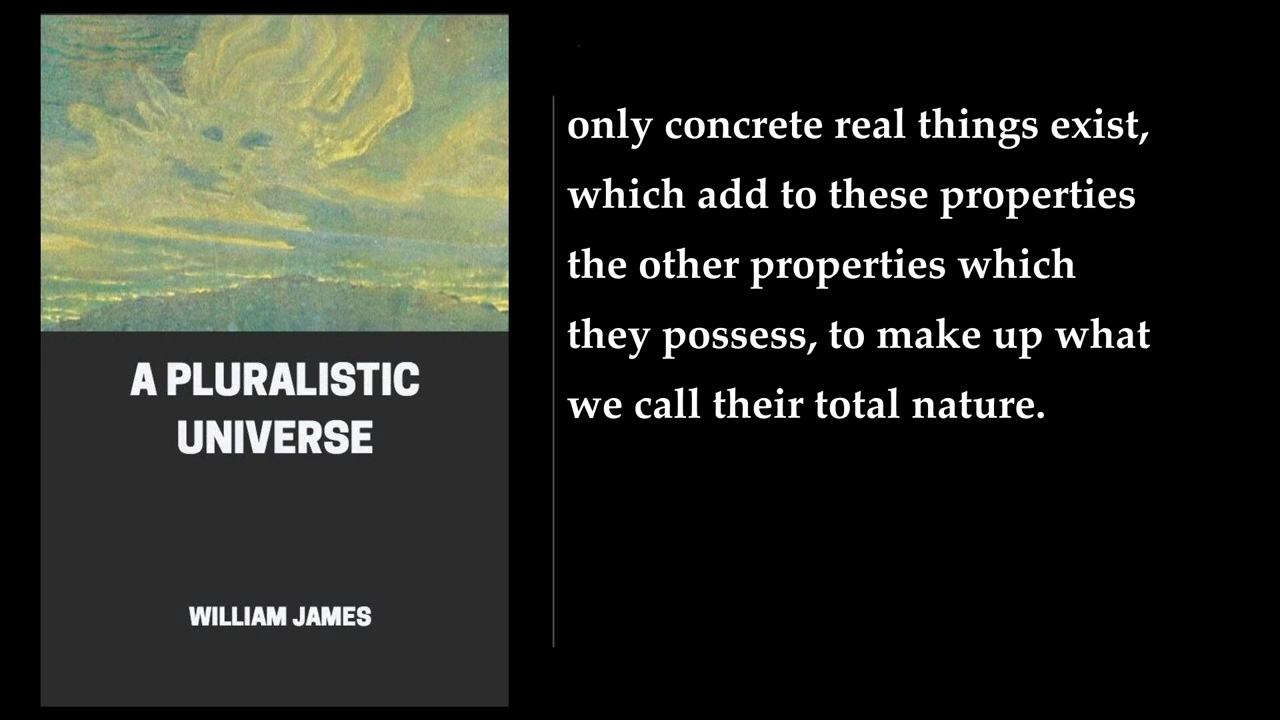 A PLURALISTIC
UNIVERSE
WILLIAM JAMES
only concrete real things exist,
which add to these properties
the other properties which
they possess, to make up what
we call their total nature.